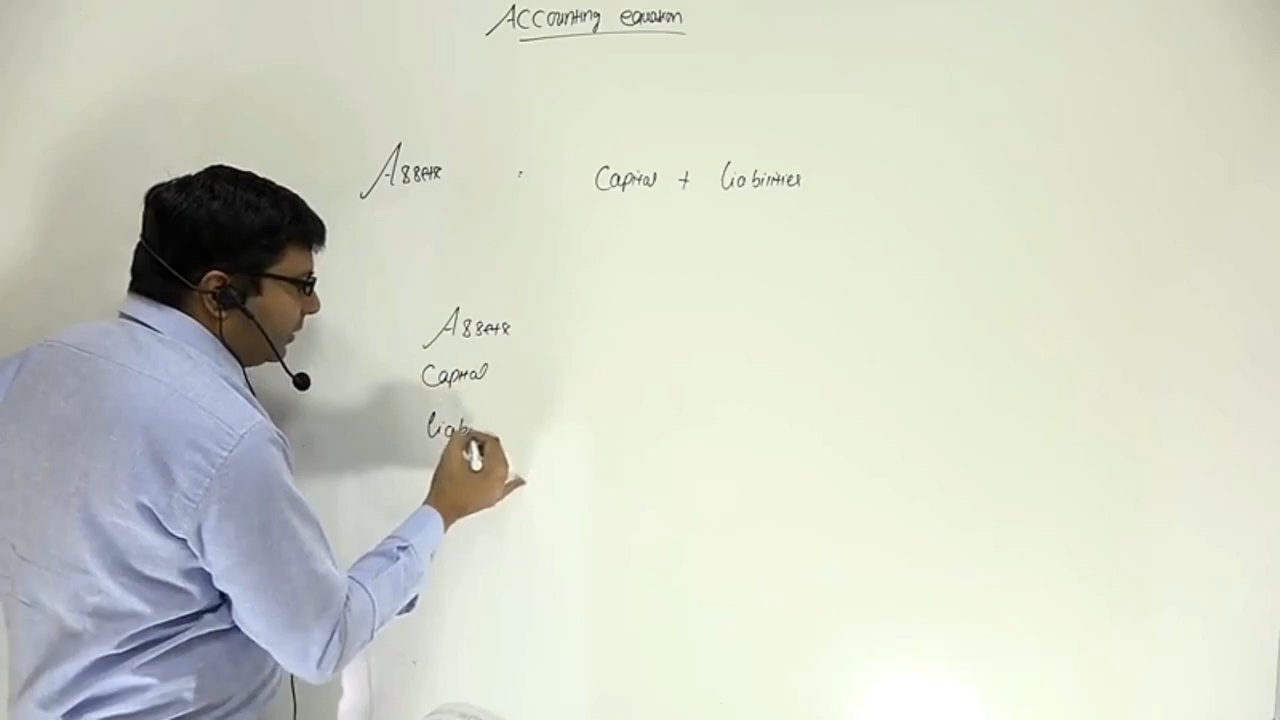 Accounting equation
Assets = Capital + Liabilities
Assets
Capital
Liab